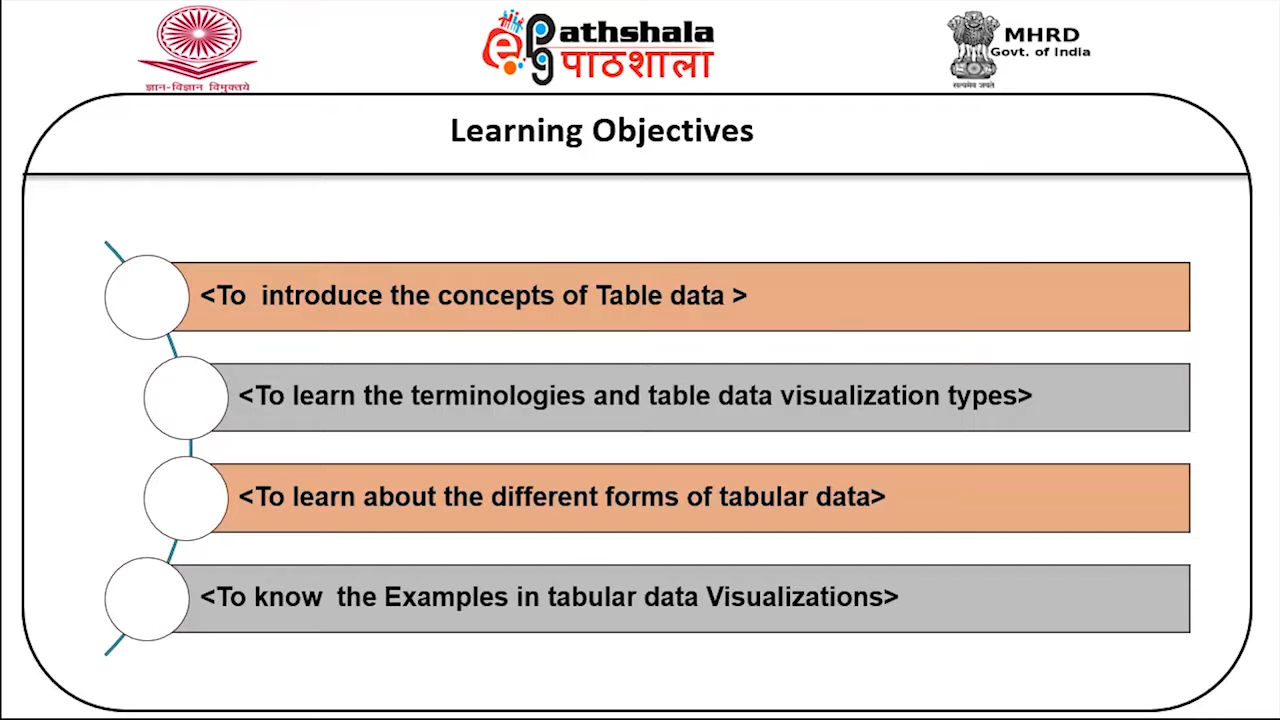 ज्ञान-विज्ञान विमुक्तये
e PG Pathshala
पाठशाला
MHRD
Govt. of India
सत्यमेव जयते
Learning Objectives
<To  introduce the concepts of Table data >
<To learn the terminologies and table data visualization types>
<To learn about the different forms of tabular data>
<To know  the Examples in tabular data Visualizations>